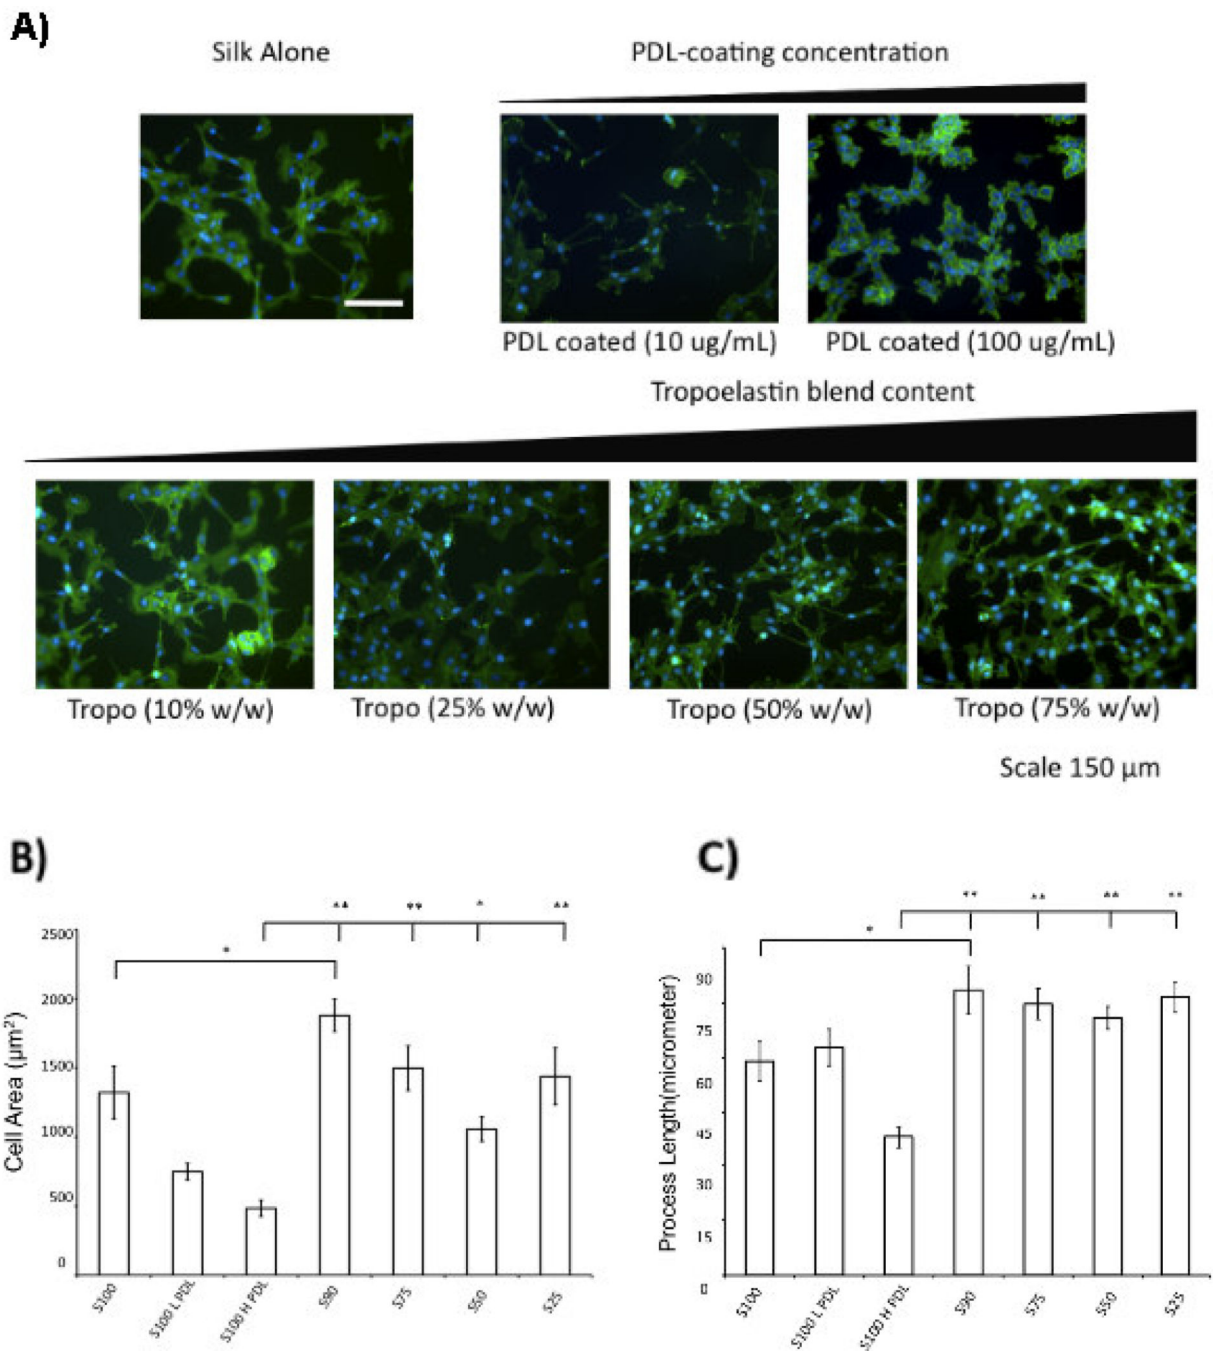 A)
Silk Alone
PDL-coating concentration
PDL coated (10 ug/mL)
PDL coated (100 ug/mL)
Tropoelastin blend content
Tropo (10% w/w)
Tropo (25% w/w)
Tropo (50% w/w)
Tropo (75% w/w)
Scale 150 μm
B)
** ** * **
*
2500
2000
1500
1000
500
0
Cell Area (μm²)
S100
S100 L PDL
S100 H PDL
S90
S75
S50
S25
C)
** ** ** **
*
90
75
60
45
30
15
0
Process Length(micrometer)
S100
S100 L PDL
S100 H PDL
S90
S75
S50
S25